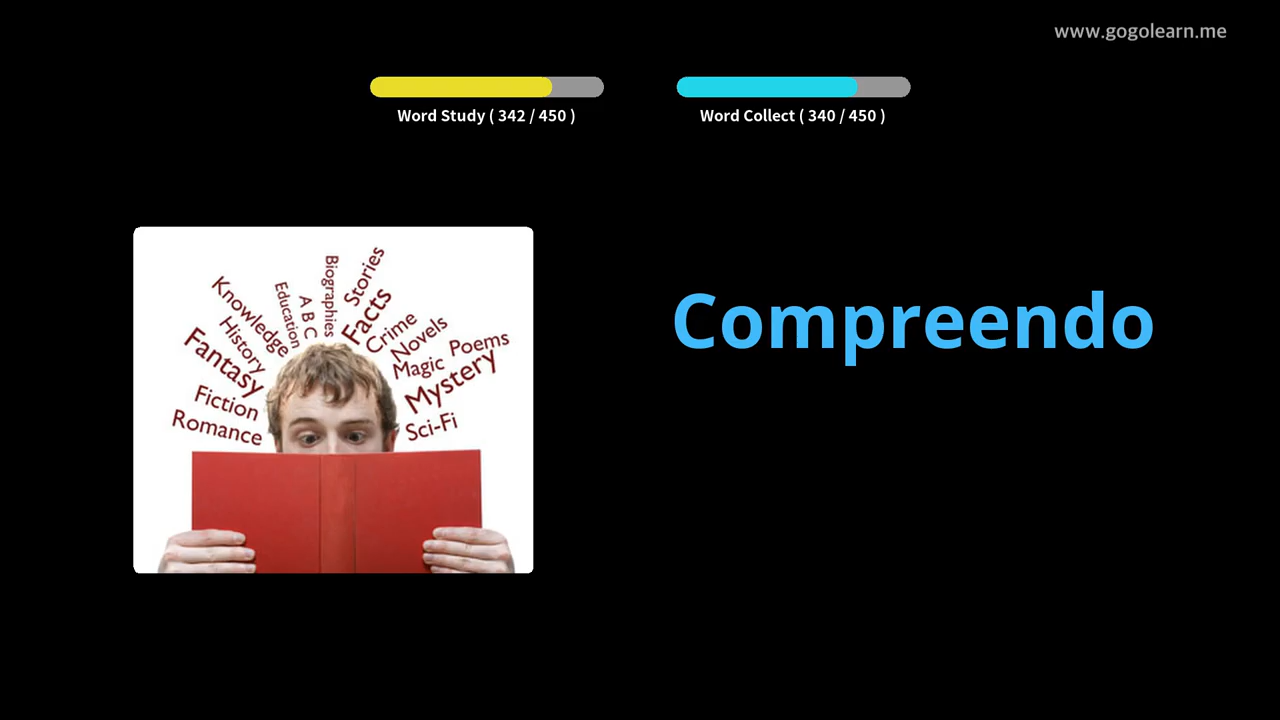 www.gogolearn.me
Word Study ( 342 / 450 )
Word Collect ( 340 / 450 )
Compreendo
Knowledge
Education
A B C
Biographies
Stories
Facts
History
Crime
Novels
Poems
Fantasy
Magic
Mystery
Fiction
Romance
Sci-Fi